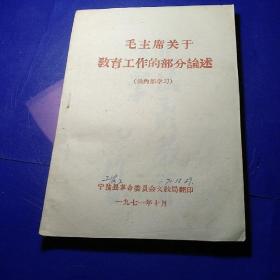 毛主席关于
教育工作的部分論述
(供内部学习)
宁陵县革命委员会文教局翻印
一九七一年十月